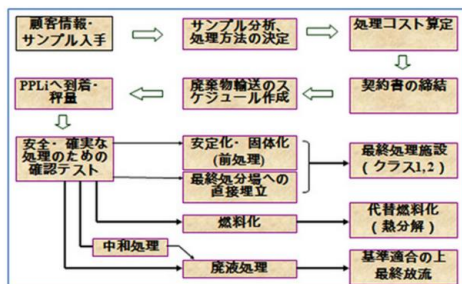 顧客情報・
サンプル入手
サンプル分析、
処理方法の決定
処理コスト算定
PPLiへ到着・
秤量
廃棄物輸送のス
ケジュール作成
契約書の締結
安全・確実な
処理のための
確認テスト
安定化・固体化
(前処理)
最終処分場への
直接埋立
最終処理施設
(クラス1,2)
燃料化
代替燃料化
(熱分解)
中和処理
廃液処理
基準適合の上
最終放流